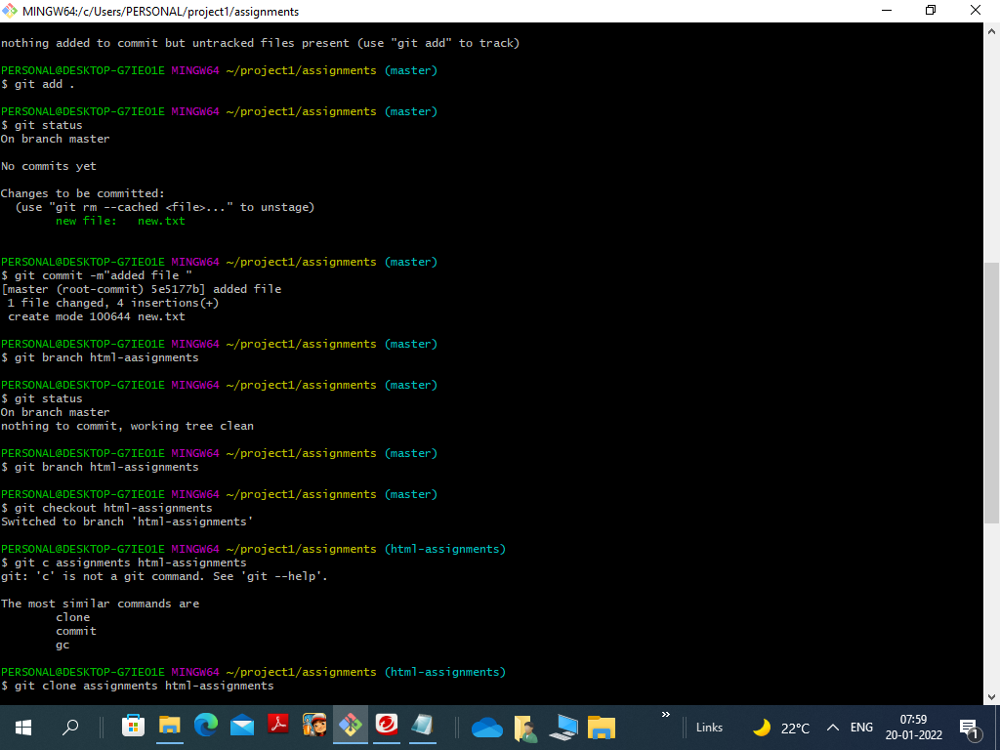 MINGW64:/c/Users/PERSONAL/project1/assignments
nothing added to commit but untracked files present (use "git add" to track)
PERSONAL@DESKTOP-G7IEO1E MINGW64 ~/project1/assignments (master)
$ git add .
PERSONAL@DESKTOP-G7IEO1E MINGW64 ~/project1/assignments (master)
$ git status
On branch master
No commits yet
Changes to be committed:
  (use "git rm --cached <file>..." to unstage)
        new file:   new.txt
PERSONAL@DESKTOP-G7IEO1E MINGW64 ~/project1/assignments (master)
$ git commit -m"added file "
[master (root-commit) 5e5177b] added file
 1 file changed, 4 insertions(+)
 create mode 100644 new.txt
PERSONAL@DESKTOP-G7IEO1E MINGW64 ~/project1/assignments (master)
$ git branch html-aasignments
PERSONAL@DESKTOP-G7IEO1E MINGW64 ~/project1/assignments (master)
$ git status
On branch master
nothing to commit, working tree clean
PERSONAL@DESKTOP-G7IEO1E MINGW64 ~/project1/assignments (master)
$ git branch html-assignments
PERSONAL@DESKTOP-G7IEO1E MINGW64 ~/project1/assignments (master)
$ git checkout html-assignments
Switched to branch 'html-assignments'
PERSONAL@DESKTOP-G7IEO1E MINGW64 ~/project1/assignments (html-assignments)
$ git c assignments html-assignments
git: 'c' is not a git command. See 'git --help'.
The most similar commands are
        clone
        commit
        gc
PERSONAL@DESKTOP-G7IEO1E MINGW64 ~/project1/assignments (html-assignments)
$ git clone assignments html-assignments
Links
22°C
ENG
07:59
20-01-2022
1